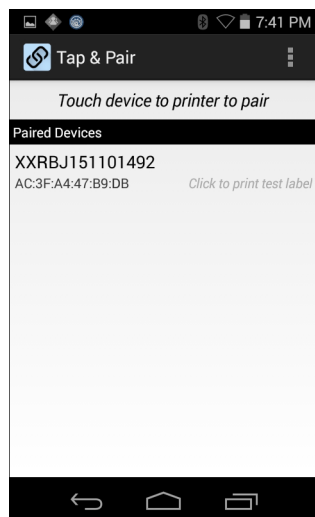 7:41 PM
Tap & Pair
Touch device to printer to pair
Paired Devices
XXRBJ151101492
AC:3F:A4:47:B9:DB
Click to print test label